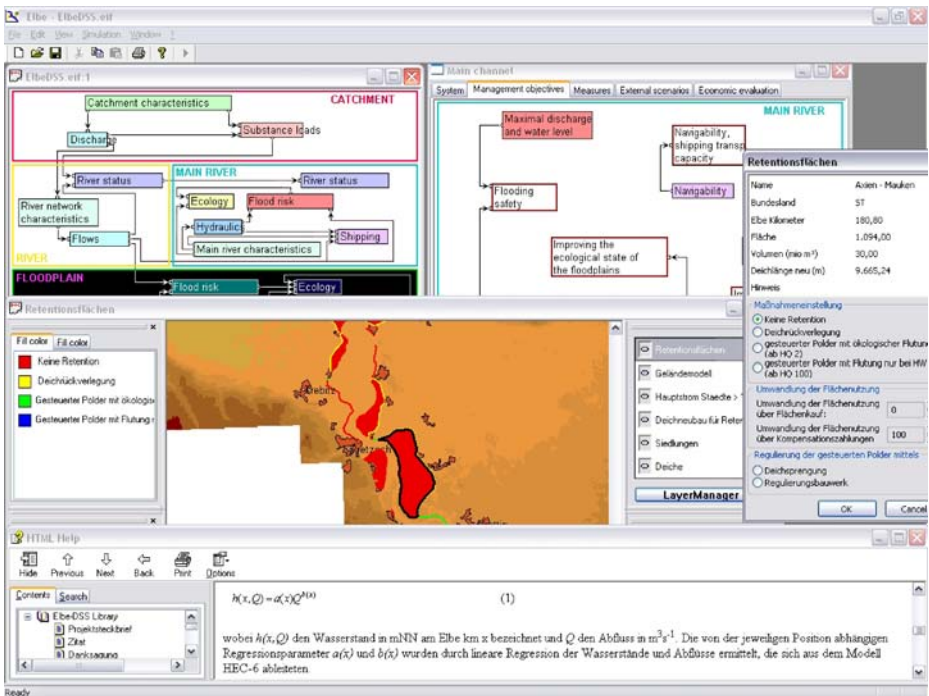 Elbe - ElbeDSS.eif
File Edit View Simulation Window ?
ElbeDSS.eif:1
CATCHMENT
Catchment characteristics
Discharge
Substance loads
River status
MAIN RIVER
River status
Ecology
Flood risk
River network
characteristics
Hydraulics
Flows
Shipping
Main river characteristics
RIVER
FLOODPLAIN
Flood risk
Ecology
Main channel
System Management objectives Measures External scenarios Economic evaluation
MAIN RIVER
Maximal discharge
and water level
Navigability,
shipping transp
capacity
Flooding
safety
Navigability
Improving the
ecological state of
the floodplains
Retentionsflächen
Name Axien - Mauken
Bundesland ST
Elbe Kilometer 180,80
Fläche 1.094,00
Volumen (mio m³) 30,00
Deichlänge neu (m) 9.665,24
Hinweis
Maßnahmeneinstellung
Keine Retention
Deichrückverlegung
gesteuerter Polder mit ökologischer Flutung
(ab HQ 2)
gesteuerter Polder mit Flutung nur bei HW
(ab HQ 100)
Umwandlung der Flächennutzung
Umwandlung der Flächennutzung
über Flächenkauf: 0
Umwandlung der Flächennutzung
über Kompensationszahlungen 100
Regulierung der gesteuerten Polder mittels
Deichsprengung
Regulierungsbauwerk
OK Cancel
Retentionsflächen
Fill color Fill color
Keine Retention
Deichrückverlegung
Gesteuerter Polder mit ökologis
Gesteuerter Polder mit Flutung r
Retentionsflächen
Geländemodell
Hauptstrom Staedte >
Deichneubau für Reten
Siedlungen
Deiche
LayerManager
HTML Help
Hide Previous Next Back Print Options
Contents Search
Elbe-DSS Library
Projektsteckbrief
Zitat
Danksagung
h(x,Q) = a(x)Q^b(x) (1)
wobei h(x,Q) den Wasserstand in mNN am Elbe km x bezeichnet und Q den Abfluss in m³s⁻¹. Die von der jeweiligen Position abhängigen
Regressionsparameter a(x) und b(x) wurden durch lineare Regression der Wasserstände und Abflüsse ermittelt, die sich aus dem Modell
HEC-6 ableiteten.
Ready